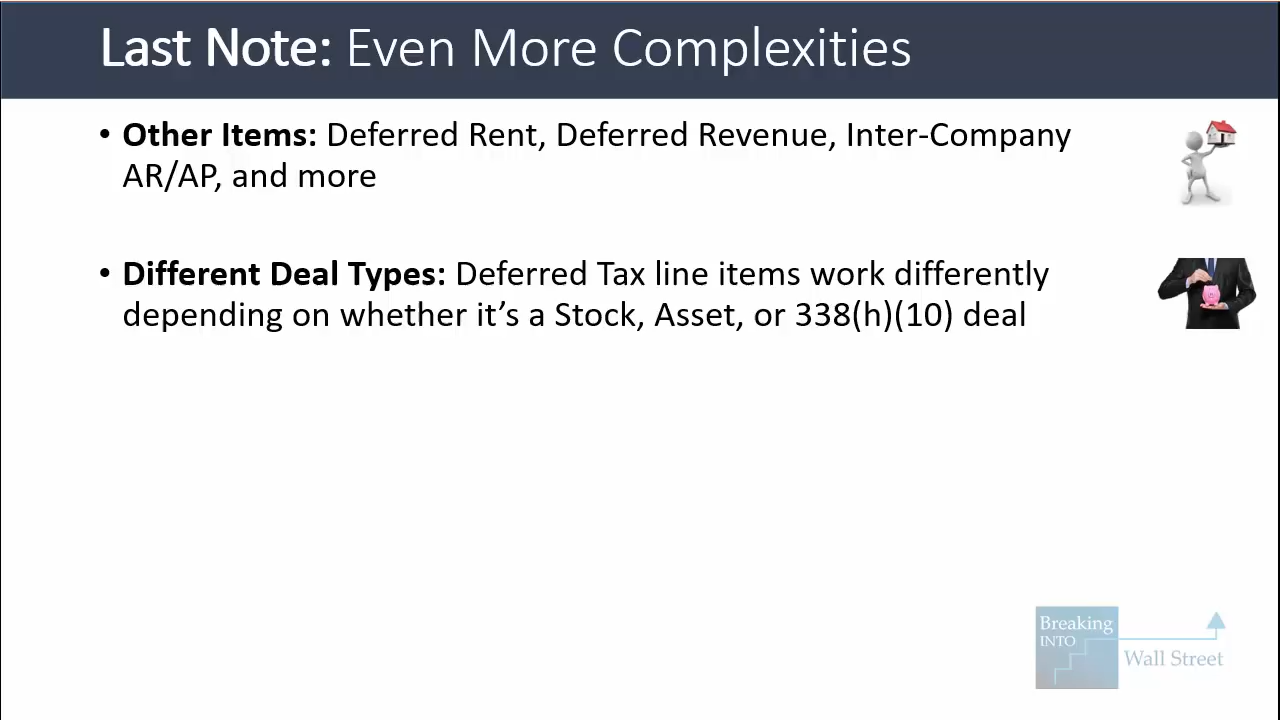 Last Note: Even More Complexities
• Other Items: Deferred Rent, Deferred Revenue, Inter-Company
AR/AP, and more
• Different Deal Types: Deferred Tax line items work differently
depending on whether it’s a Stock, Asset, or 338(h)(10) deal
Breaking
INTO
Wall Street